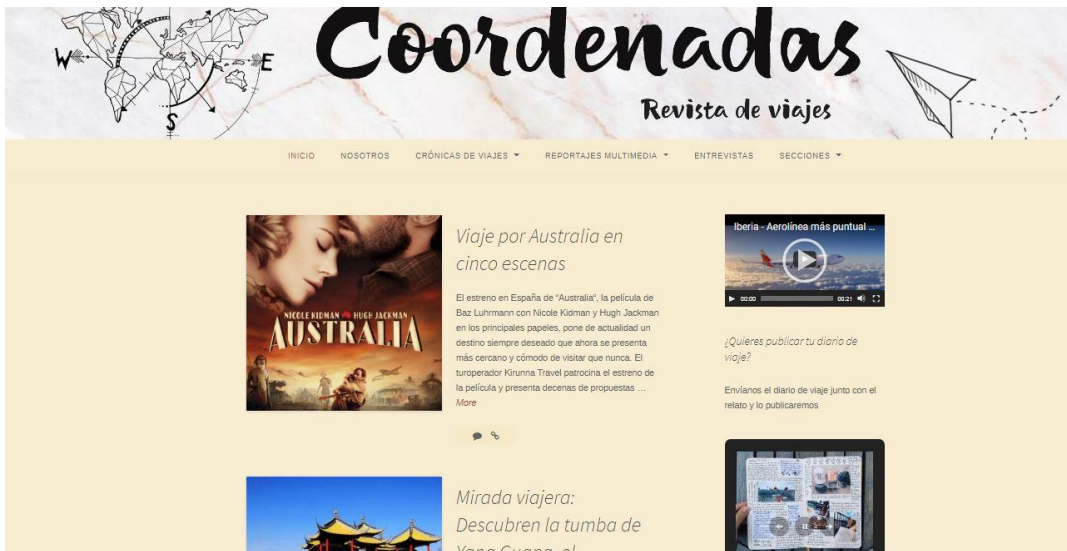 W
E
S
Coordenadas
Revista de viajes
INICIO NOSOTROS CRÓNICAS DE VIAJES REPORTAJES MULTIMEDIA ENTREVISTAS SECCIONES
NICOLE KIDMAN HUGH JACKMAN
AUSTRALIA
Viaje por Australia en
cinco escenas
El estreno en España de “Australia“, la película de
Baz Luhrmann con Nicole Kidman y Hugh Jackman
en los principales papeles, pone de actualidad un
destino siempre deseado que ahora se presenta
más cercano y cómodo de visitar que nunca. El
turoperador Kirunna Travel patrocina el estreno de
la película y presenta decenas de propuestas …
More
Mirada viajera:
Descubren la tumba de
Yang Guang, el
Iberia - Aerolínea más puntual ...
00:00 00:21
¿Quieres publicar tu diario de
viaje?
Envíanos el diario de viaje junto con el
relato y lo publicaremos